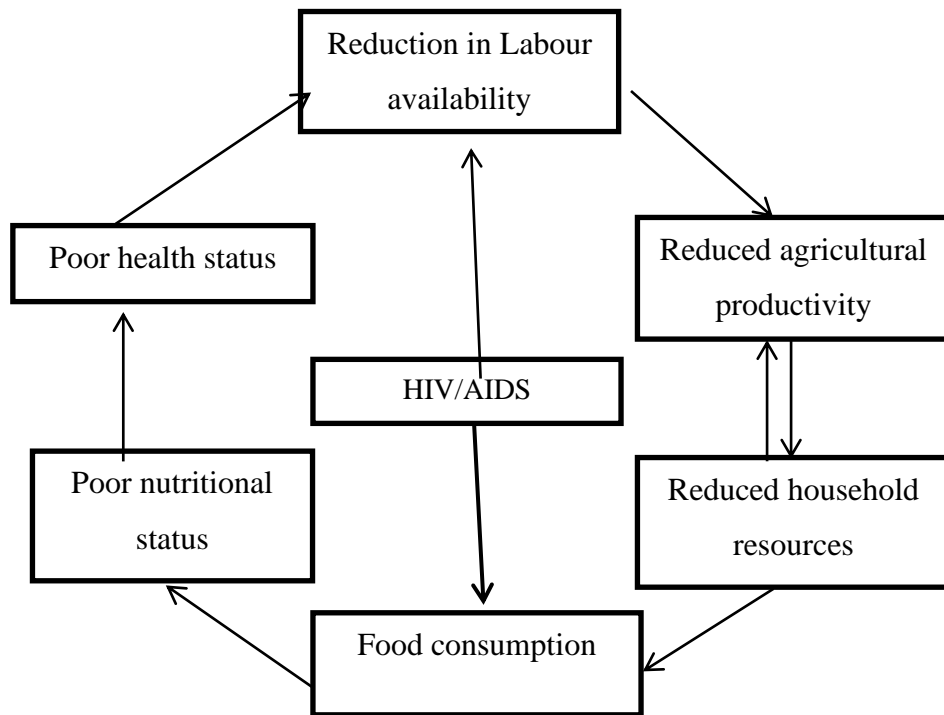 Reduction in Labour
availability
Poor health status
Reduced agricultural
productivity
HIV/AIDS
Poor nutritional
status
Reduced household
resources
Food consumption